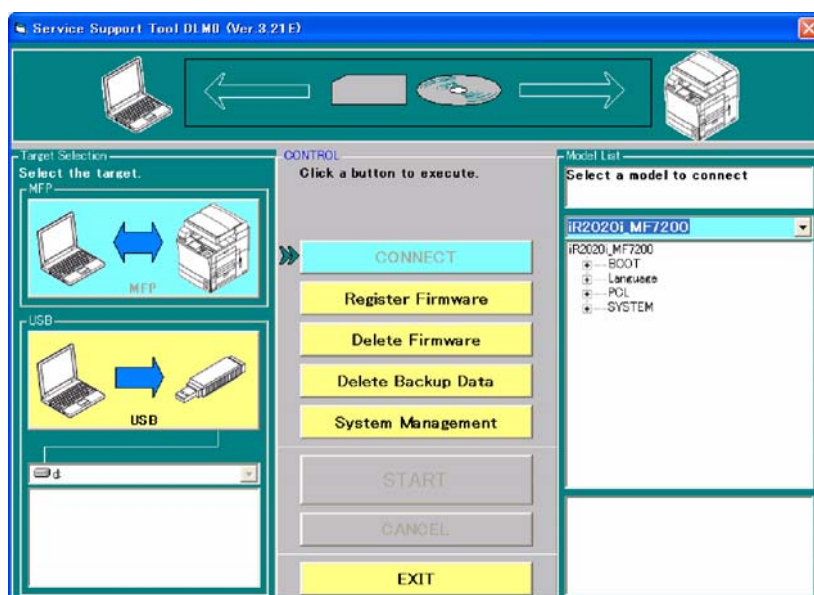 Service Support Tool DLM0 (Ver.3.21E)
Target Selection
Select the target.
MFP
MFP
USB
USB
d:
CONTROL
Click a button to execute.
CONNECT
Register Firmware
Delete Firmware
Delete Backup Data
System Management
START
CANCEL
EXIT
Model List
Select a model to connect
iR2020i_MF7200
iR2020i_MF7200
BOOT
Language
PCL
SYSTEM